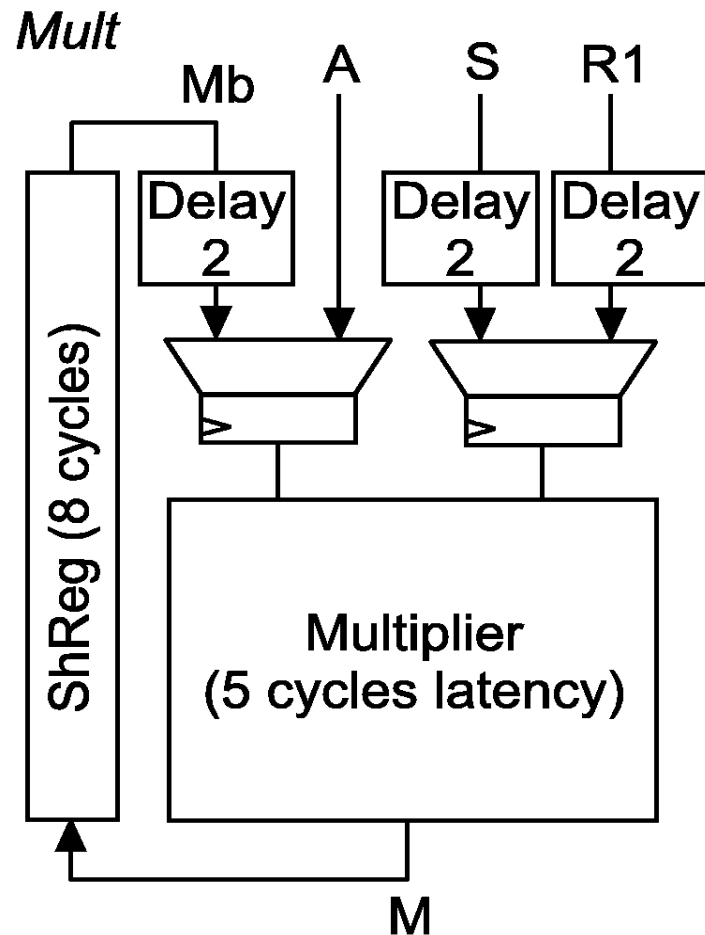 Mult
Mb A S R1
Delay 2 Delay 2 Delay 2
ShReg (8 cycles)
Multiplier
(5 cycles latency)
M